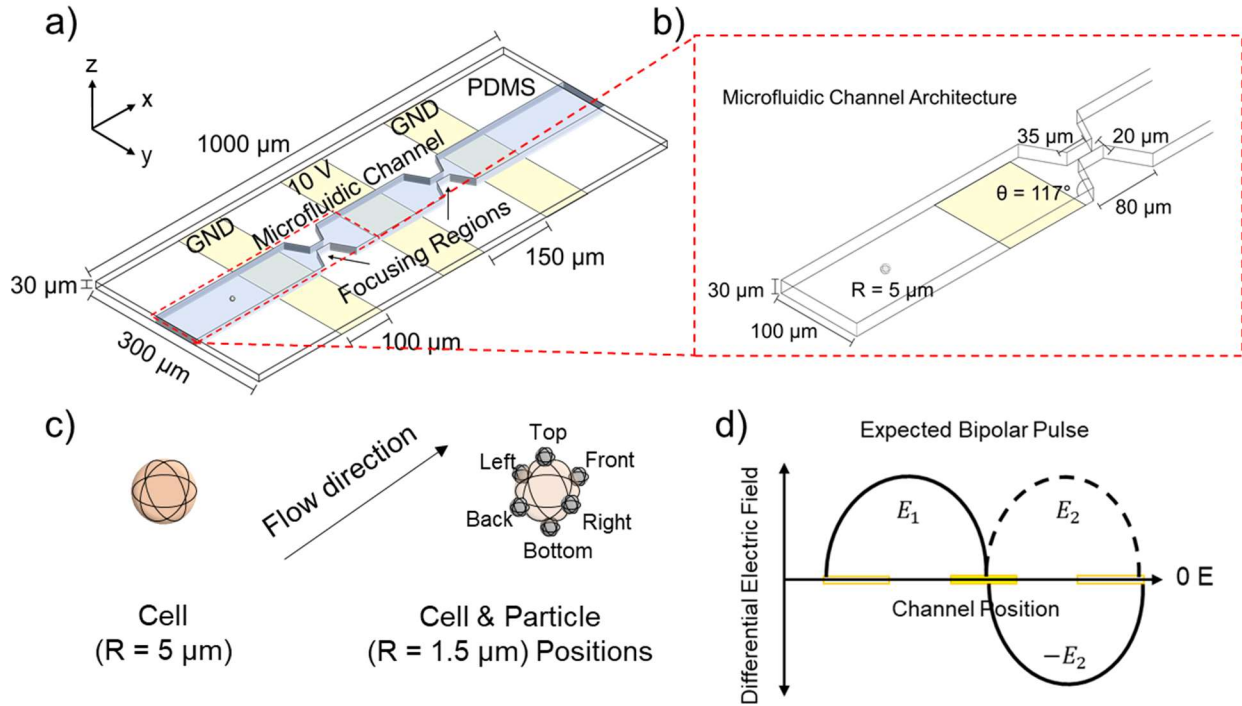 a)
z
x
y
1000 μm
PDMS
GND
10 V
Microfluidic Channel
GND
Focusing Regions
150 μm
30 μm
300 μm
100 μm
b)
Microfluidic Channel Architecture
35 μm
20 μm
θ = 117°
80 μm
R = 5 μm
30 μm
100 μm
c)
Flow direction
Top
Left
Front
Back
Right
Bottom
Cell
(R = 5 μm)
Cell & Particle
(R = 1.5 μm) Positions
d)
Expected Bipolar Pulse
Differential Electric Field
E₁
E₂
0 E
Channel Position
−E₂